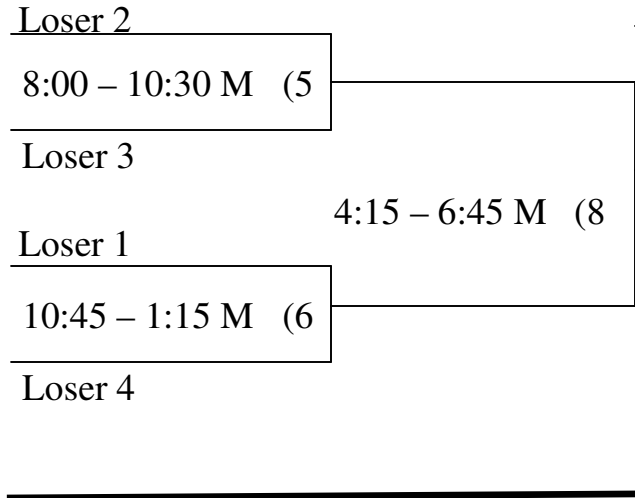 Loser 2
8:00 – 10:30 M (5
Loser 3
4:15 – 6:45 M (8
Loser 1
10:45 – 1:15 M (6
Loser 4